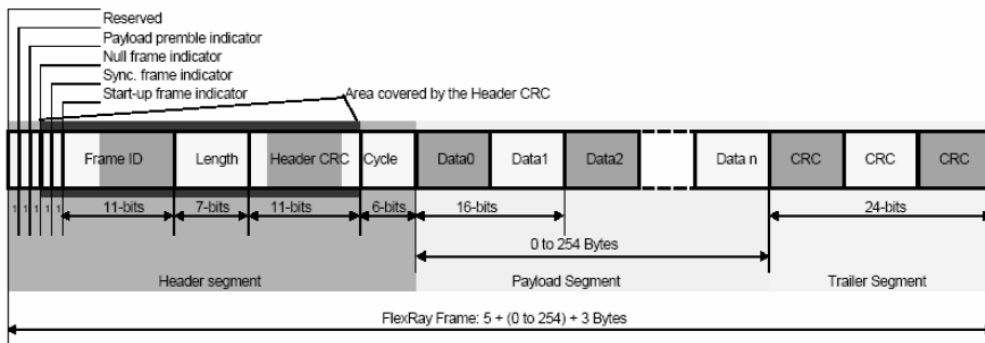 Reserved
Payload premble indicator
Null frame indicator
Sync. frame indicator
Start-up frame indicator
Area covered by the Header CRC
Frame ID Length Header CRC Cycle Data0 Data1 Data2 Data n CRC CRC CRC
1 1 1 1 1 11-bits 7-bits 11-bits 6-bits 16-bits 24-bits
0 to 254 Bytes
Header segment Payload Segment Trailer Segment
FlexRay Frame: 5 + (0 to 254) + 3 Bytes